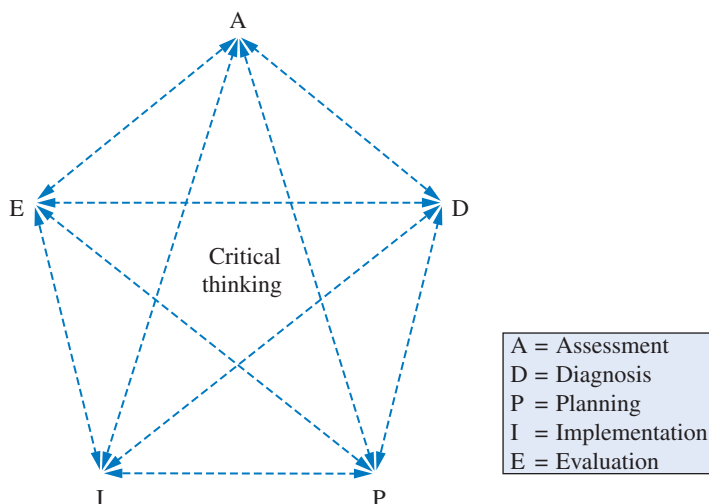 A
E
D
Critical
thinking
I
P
A = Assessment
D = Diagnosis
P = Planning
I = Implementation
E = Evaluation